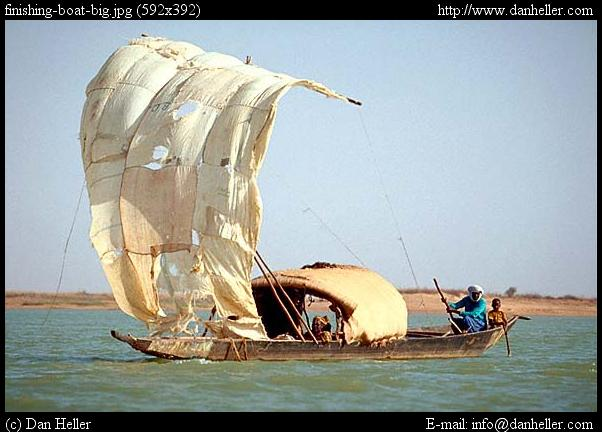 finishing-boat-big.jpg (592x392)
http://www.danheller.com
(c) Dan Heller
E-mail: info@danheller.com